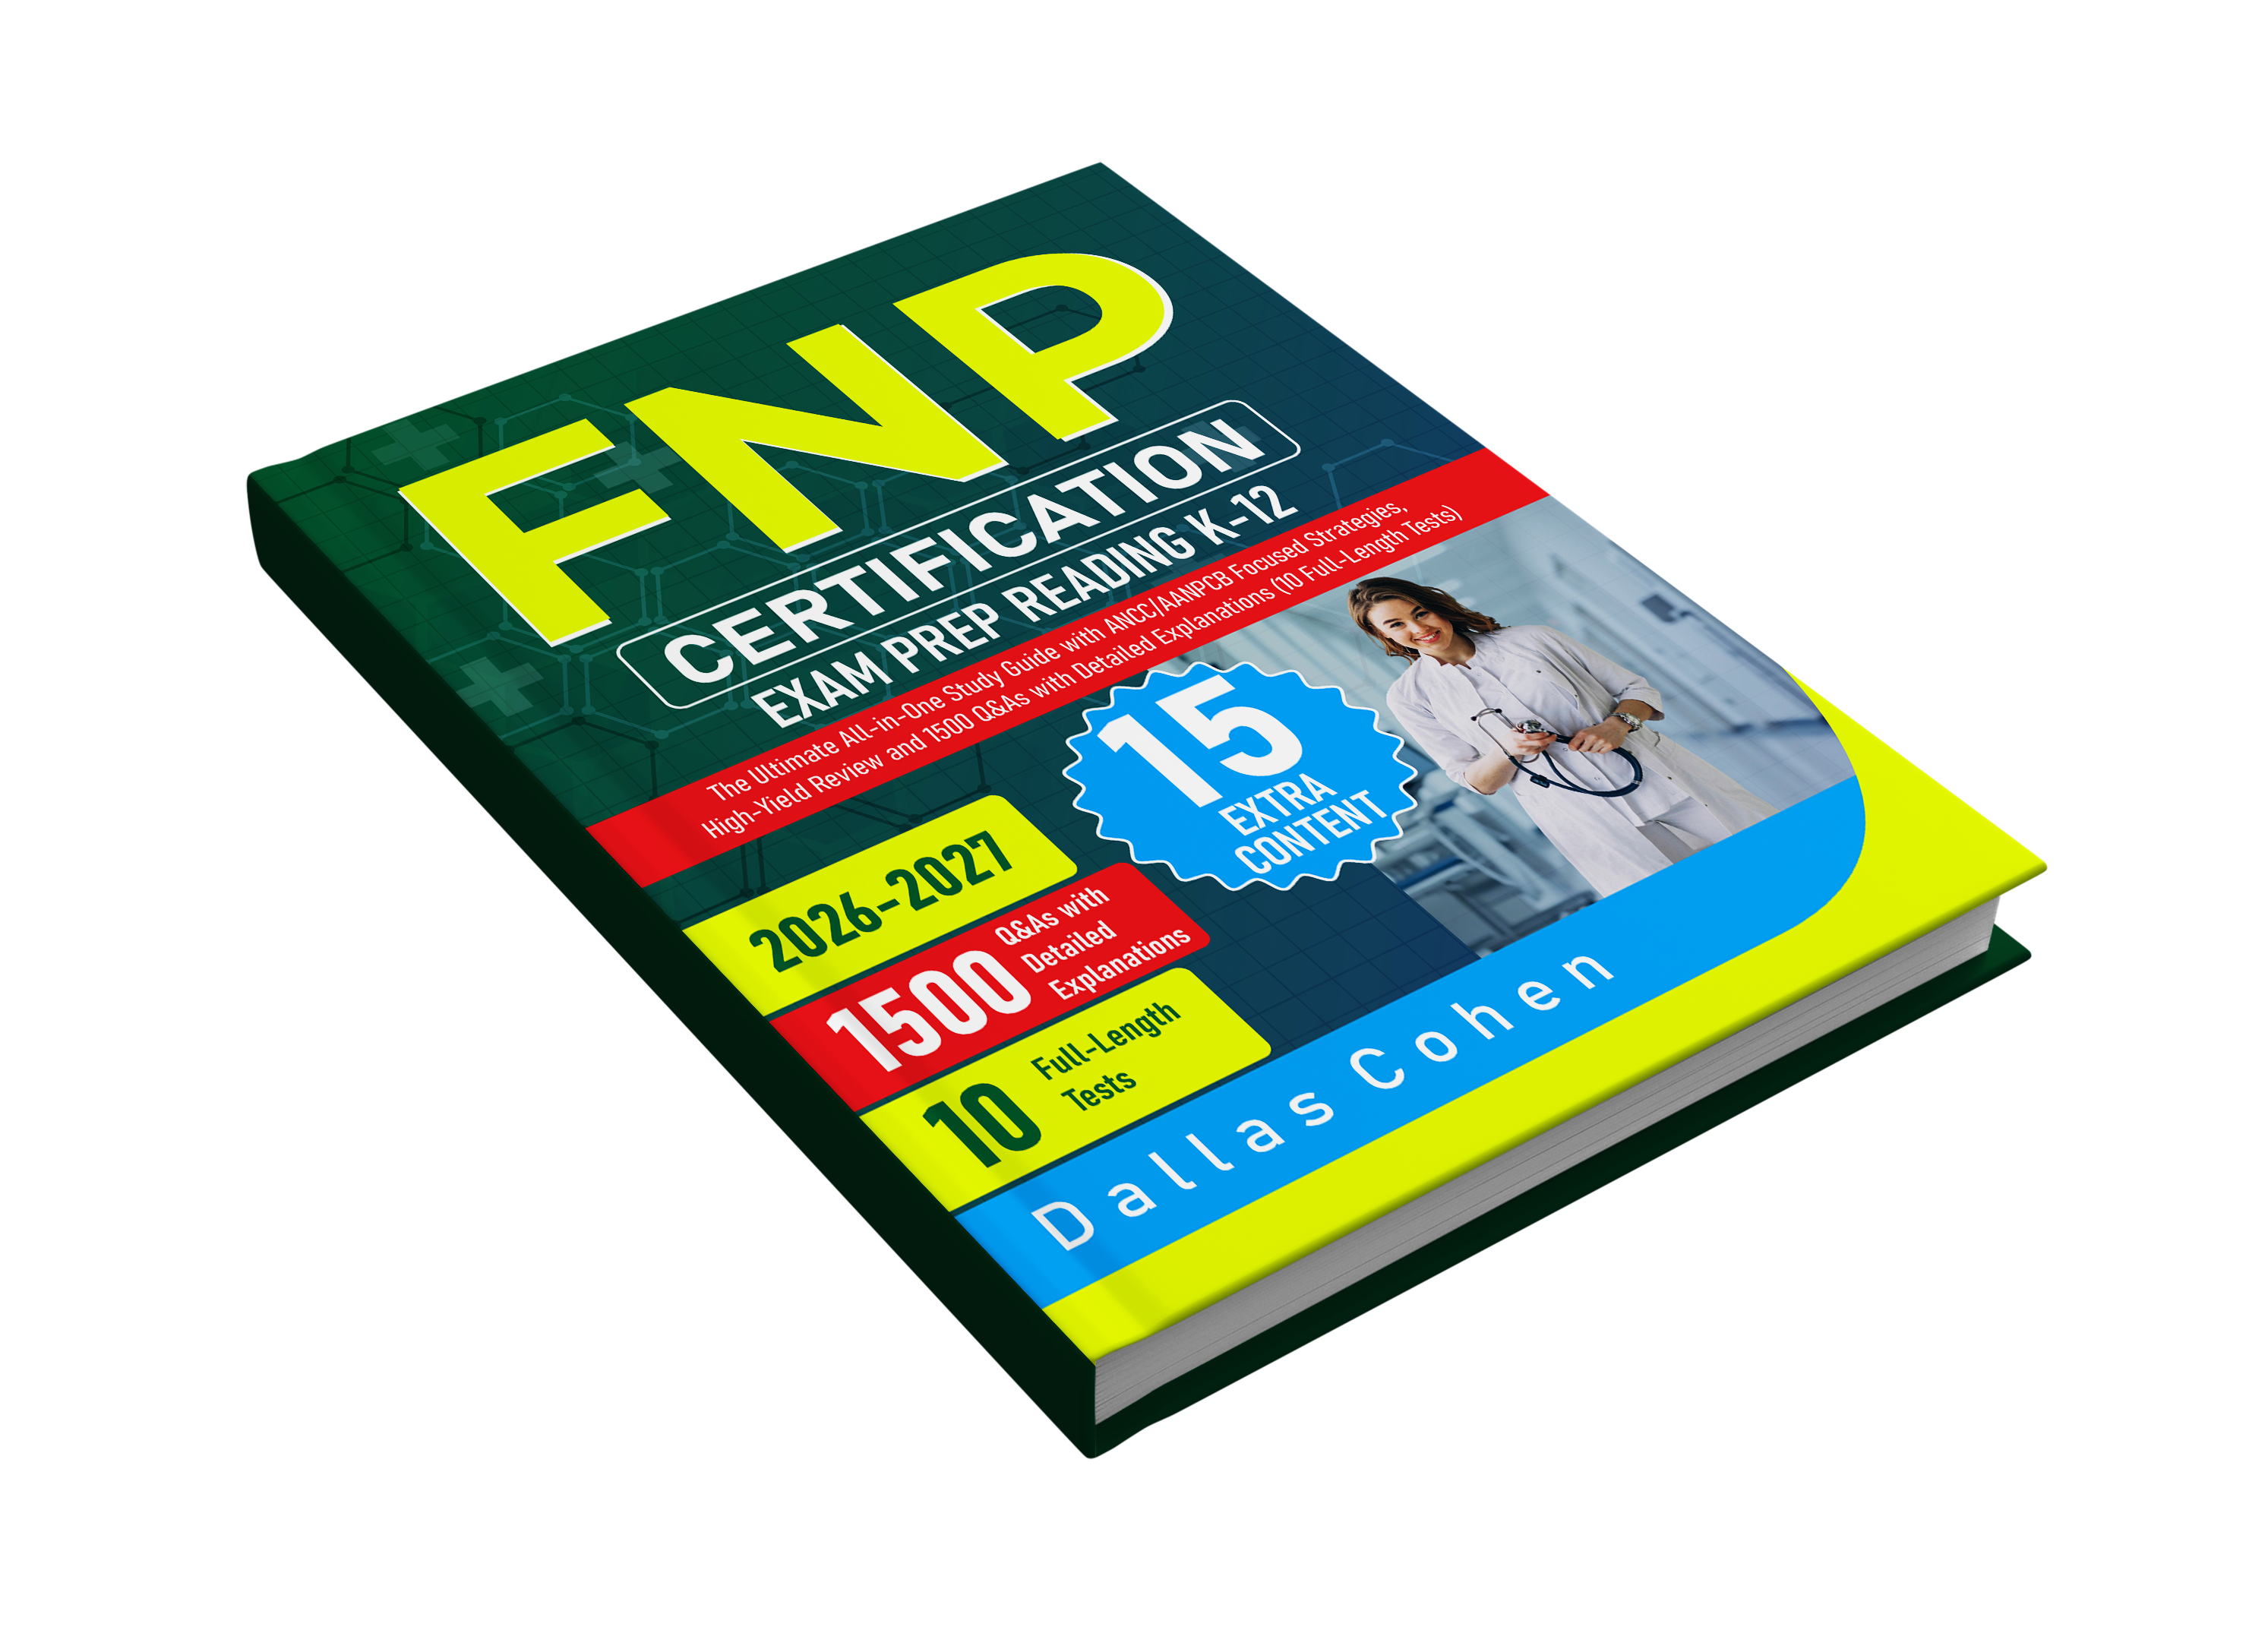 FNP
CERTIFICATION
EXAM PREP READING K-12
The Ultimate All-in-One Study Guide with ANCC/AANPCB Focused Strategies,
High-Yield Review and 1500 Q&As with Detailed Explanations (10 Full-Length Tests)
15
EXTRA
CONTENT
2026-2027
1500
Q&As with
Detailed
Explanations
10
Full-Length
Tests
Dallas Cohen